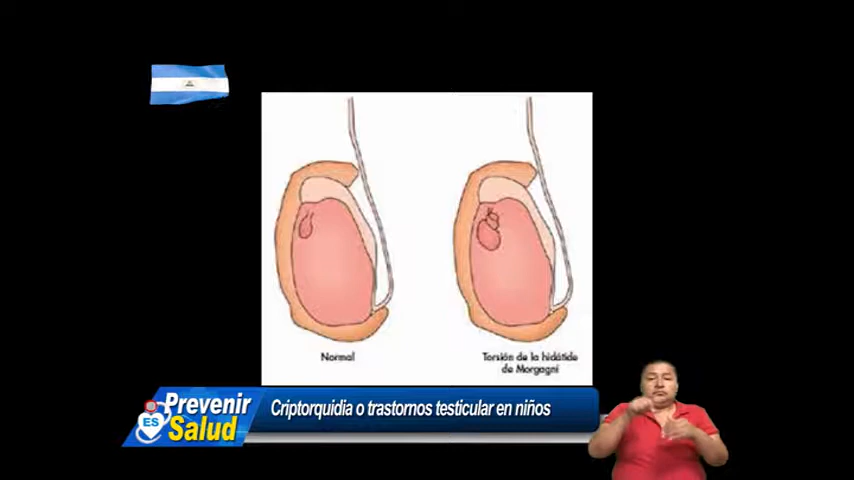 Normal
Torsión de la hidátide
de Morgagni
Prevenir
ES
Salud
Criptorquidia o trastornos testicular en niños